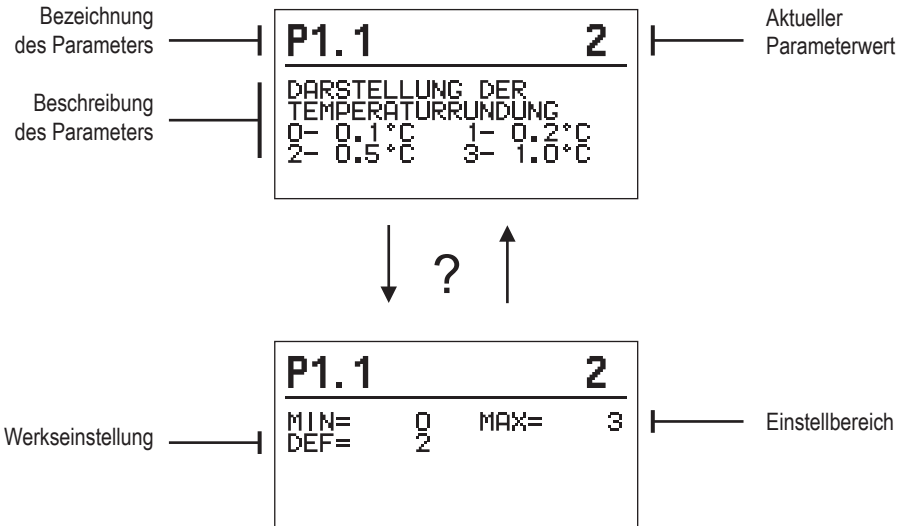 Bezeichnung
des Parameters
P1.1 2
Aktueller
Parameterwert
Beschreibung
des Parameters
DARSTELLUNG DER
TEMPERATURRUNDUNG
0- 0.1°C 1- 0.2°C
2- 0.5°C 3- 1.0°C
?
P1.1 2
Werkseinstellung
MIN= 0 MAX= 3
DEF= 2
Einstellbereich